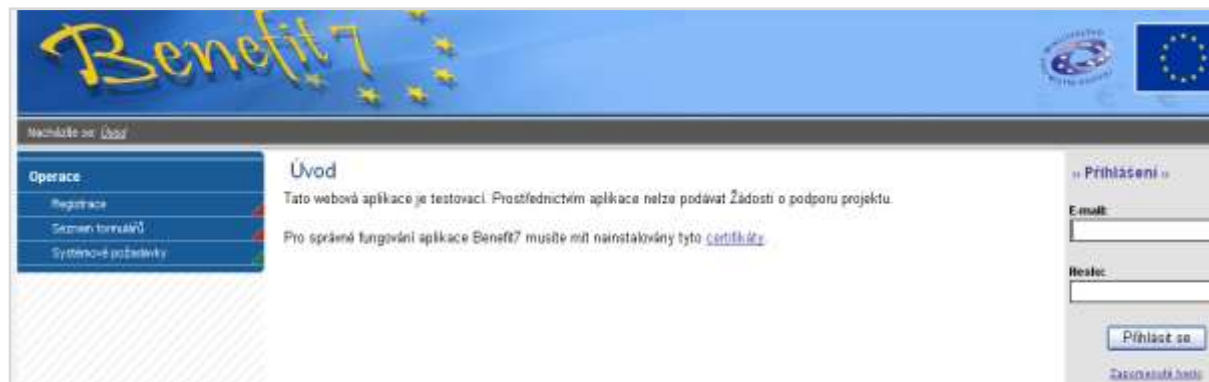 Benefit7
Nacházíte se: Úvod
Operace
Registrace
Seznam formulářů
Systémové požadavky
Úvod
Tato webová aplikace je testovací. Prostřednictvím aplikace nelze podávat Žádosti o podporu projektu.
Pro správné fungování aplikace Benefit7 musíte mít nainstalovány tyto certifikáty.
Přihlášení
E-mail:
Heslo:
Přihlásit se
Zapomenuté heslo